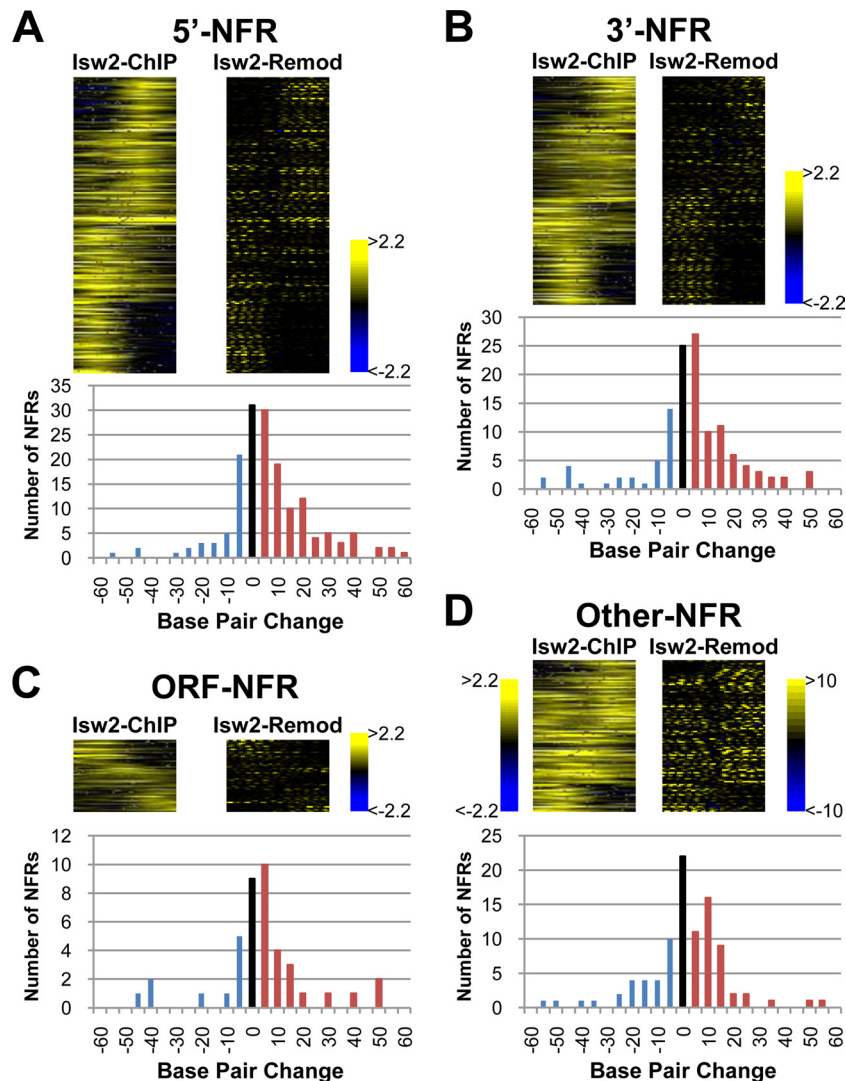 A
5’-NFR
Isw2-ChIP Isw2-Remod
>2.2
<-2.2
35
30
25
20
15
10
5
0
Number of NFRs
-60 -50 -40 -30 -20 -10 0 10 20 30 40 50 60
Base Pair Change
B
3’-NFR
Isw2-ChIP Isw2-Remod
>2.2
<-2.2
30
25
20
15
10
5
0
Number of NFRs
-60 -50 -40 -30 -20 -10 0 10 20 30 40 50 60
Base Pair Change
C
ORF-NFR
Isw2-ChIP Isw2-Remod
>2.2
<-2.2
12
10
8
6
4
2
0
Number of NFRs
-60 -50 -40 -30 -20 -10 0 10 20 30 40 50 60
Base Pair Change
D
Other-NFR
Isw2-ChIP Isw2-Remod
>2.2
<-2.2
>10
<-10
25
20
15
10
5
0
Number of NFRs
-60 -50 -40 -30 -20 -10 0 10 20 30 40 50 60
Base Pair Change